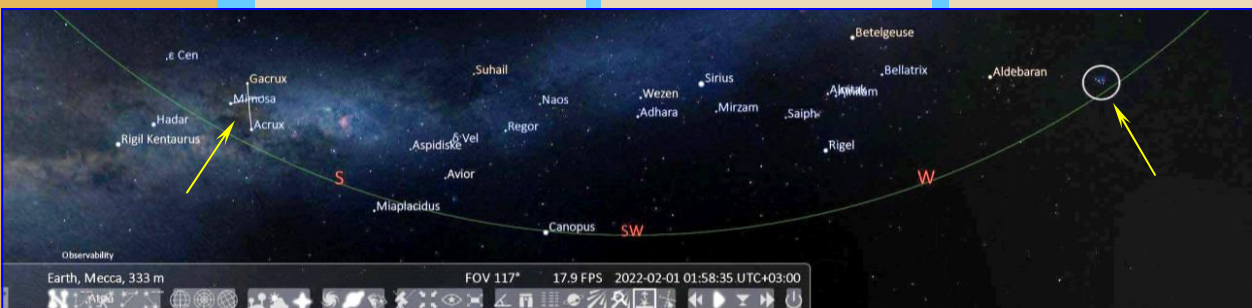 Betelgeuse
ε Cen
Gacrux
Suhail
Sirius
Bellatrix
Aldebaran
Mimosa
Naos
Wezen
Adhara
Mirzam
Saiph
Hadar
Acrux
Regor
Rigil Kentaurus
δ Vel
Aspidiske
Rigel
Avior
S
W
Miaplacidus
Canopus
SW
Observability
Earth, Mecca, 333 m FOV 117° 17.9 FPS 2022-02-01 01:58:35 UTC+03:00
N